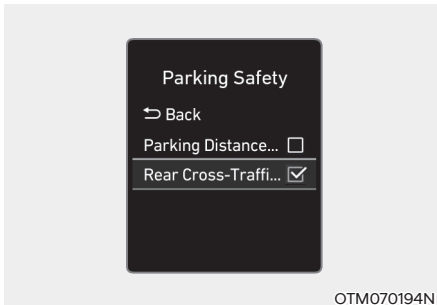 Parking Safety
Back
Parking Distance...
Rear Cross-Traffi...
OTM070194N